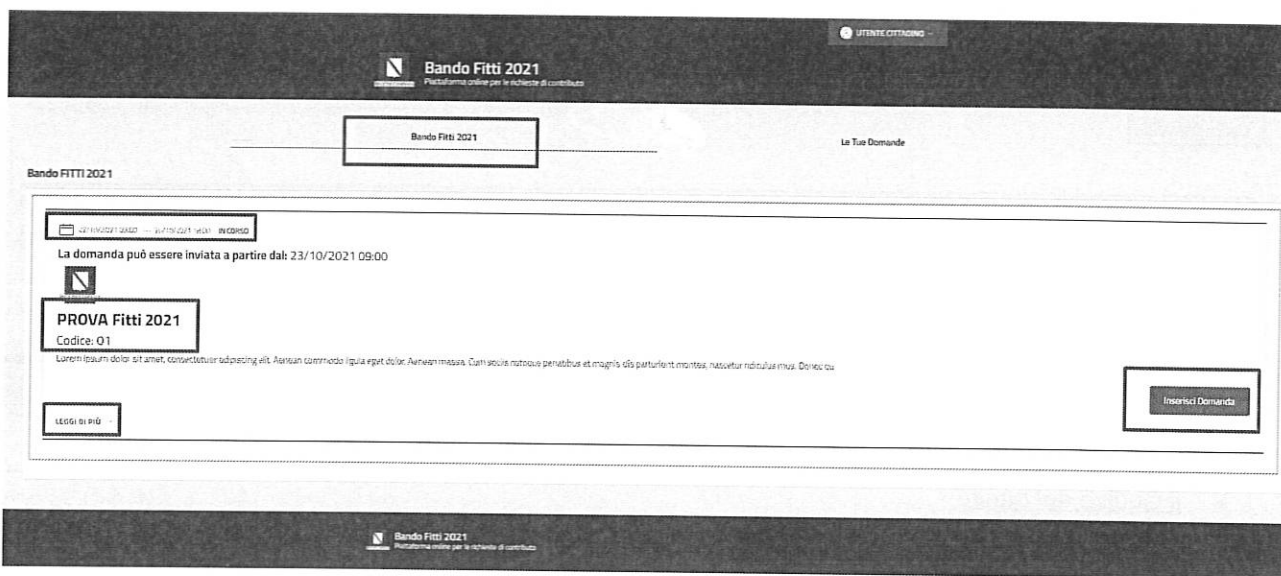 UTENTE CITTADINO
Bando Fitti 2021
Piattaforma online per le richieste di contributo
Bando Fitti 2021
Le Tue Domande
Bando FITTI 2021
IN CORSO
La domanda può essere inviata a partire dal: 23/10/2021 09:00
PROVA Fitti 2021
Codice: 01
Lorem ipsum dolor sit amet, consectetuer adipiscing elit. Aenean commodo ligula eget dolor. Aenean massa. Cum sociis natoque penatibus et magnis dis parturient montes, nascetur ridiculus mus. Donec qu
Inserisci Domanda
LEGGI DI PIÙ
Bando Fitti 2021
Piattaforma online per le richieste di contributo